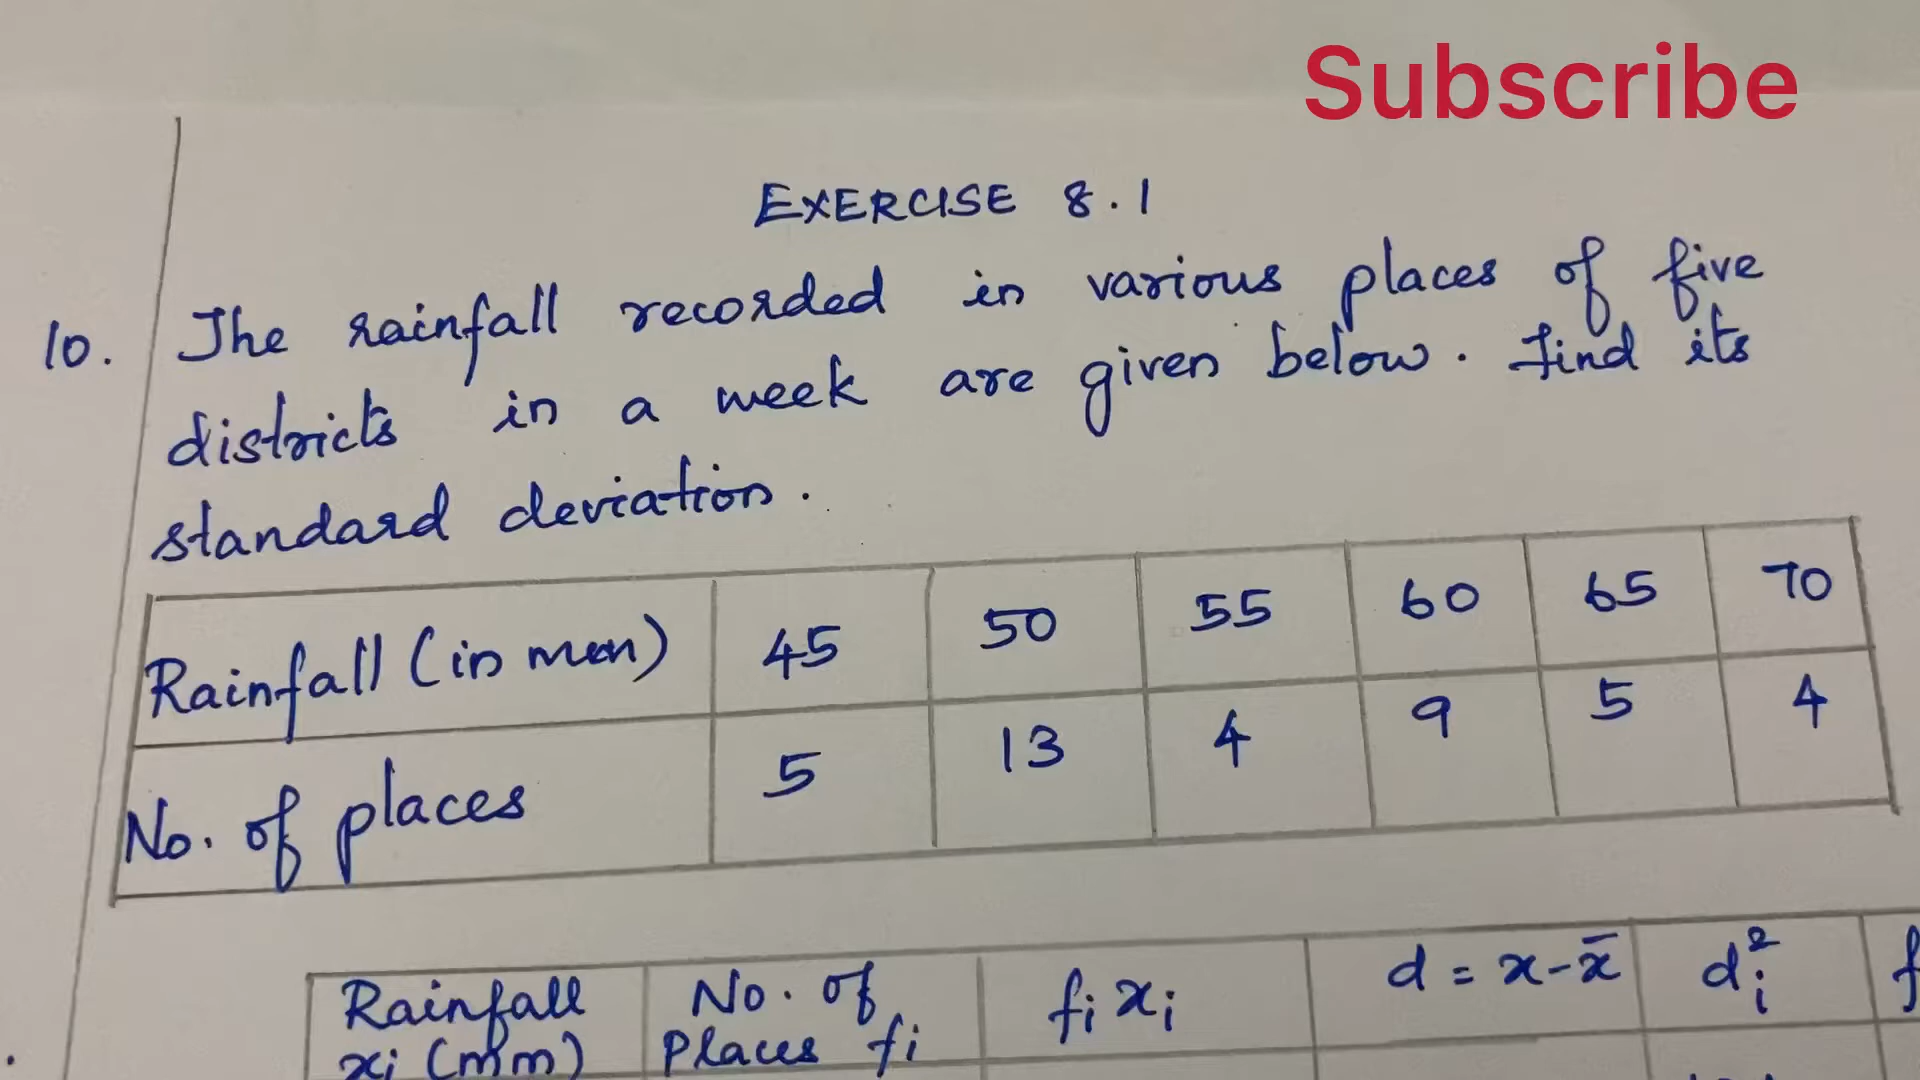 Subscribe
EXERCISE 8.1
10. The rainfall recorded in various places of five
districts in a week are given below. Find its
standard deviation.
Rainfall (in mm) 45 50 55 60 65 70
No. of places 5 13 4 9 5 4
Rainfall No. of fᵢxᵢ d = x-x̄ dᵢ² f
xᵢ (mm) Places fᵢ